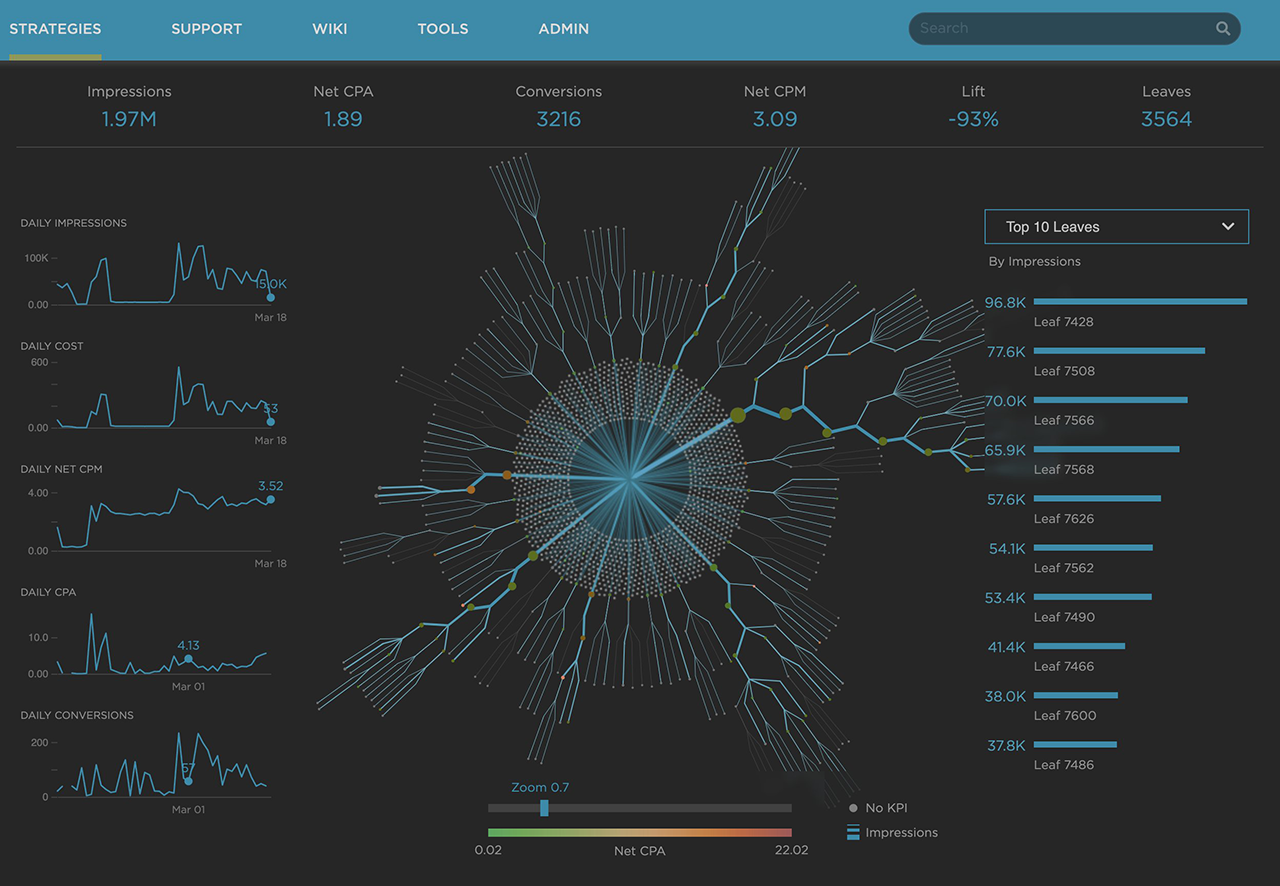 STRATEGIES SUPPORT WIKI TOOLS ADMIN Search
Impressions Net CPA Conversions Net CPM Lift Leaves
1.97M 1.89 3216 3.09 -93% 3564
DAILY IMPRESSIONS
100K
15.0K
0.00
Mar 18
DAILY COST
600
53
0.00
Mar 18
DAILY NET CPM
3.52
4.00
0.00
Mar 18
DAILY CPA
10.0
4.13
0.00
Mar 01
DAILY CONVERSIONS
200
57
0
Mar 01
Zoom 0.7
0.02 Net CPA 22.02
No KPI
Impressions
Top 10 Leaves
By Impressions
96.8K
Leaf 7428
77.6K
Leaf 7508
70.0K
Leaf 7566
65.9K
Leaf 7568
57.6K
Leaf 7626
54.1K
Leaf 7562
53.4K
Leaf 7490
41.4K
Leaf 7466
38.0K
Leaf 7600
37.8K
Leaf 7486